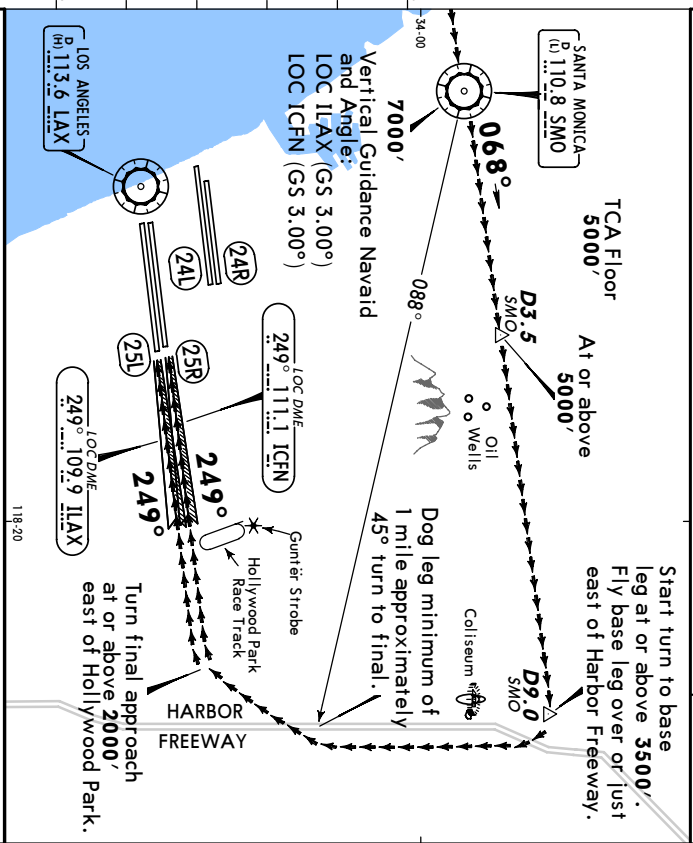 SANTA MONICA
D
(L) 110.8 SMO
34-00
7000'
068°
TCA Floor
5000'
D3.5
SMO
At or above
5000'
Start turn to base
leg at or above 3500'.
Fly base leg over or just
east of Harbor Freeway.
D9.0
SMO
Vertical Guidance Navaid
and Angle:
LOC ILAX (GS 3.00°)
LOC ICFN (GS 3.00°)
088°
Oil
Wells
Coliseum
Dog leg minimum of
1 mile approximately
45° turn to final.
LOS ANGELES
D
(H) 113.6 LAX
24R
24L
25R
25L
LOC DME
249° 111.1 ICFN
LOC DME
249° 109.9 ILAX
249°
249°
Guntër Strobe
Hollywood Park
Race Track
HARBOR
FREEWAY
Turn final approach
at or above 2000'
east of Hollywood Park.
118-20